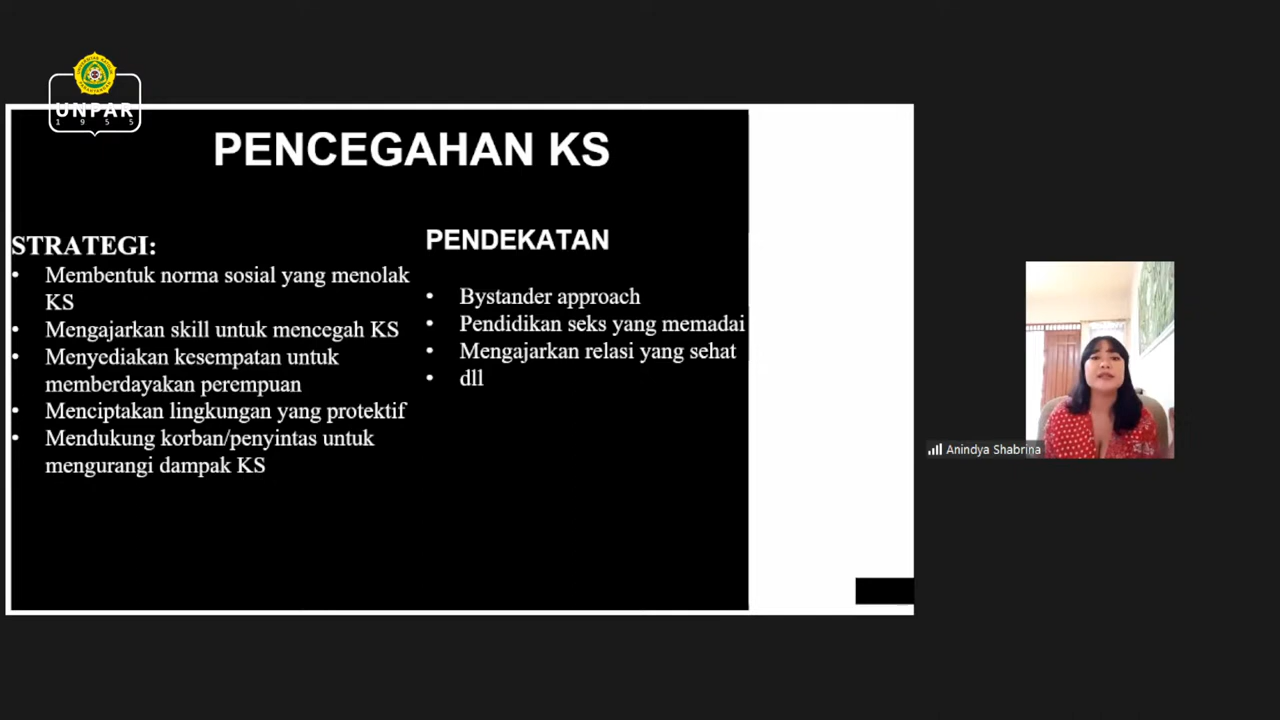 UNPAR
1955
PENCEGAHAN KS
STRATEGI:
• Membentuk norma sosial yang menolak
KS
• Mengajarkan skill untuk mencegah KS
• Menyediakan kesempatan untuk
memberdayakan perempuan
• Menciptakan lingkungan yang protektif
• Mendukung korban/penyintas untuk
mengurangi dampak KS
PENDEKATAN
• Bystander approach
• Pendidikan seks yang memadai
• Mengajarkan relasi yang sehat
• dll
Anindya Shabrina